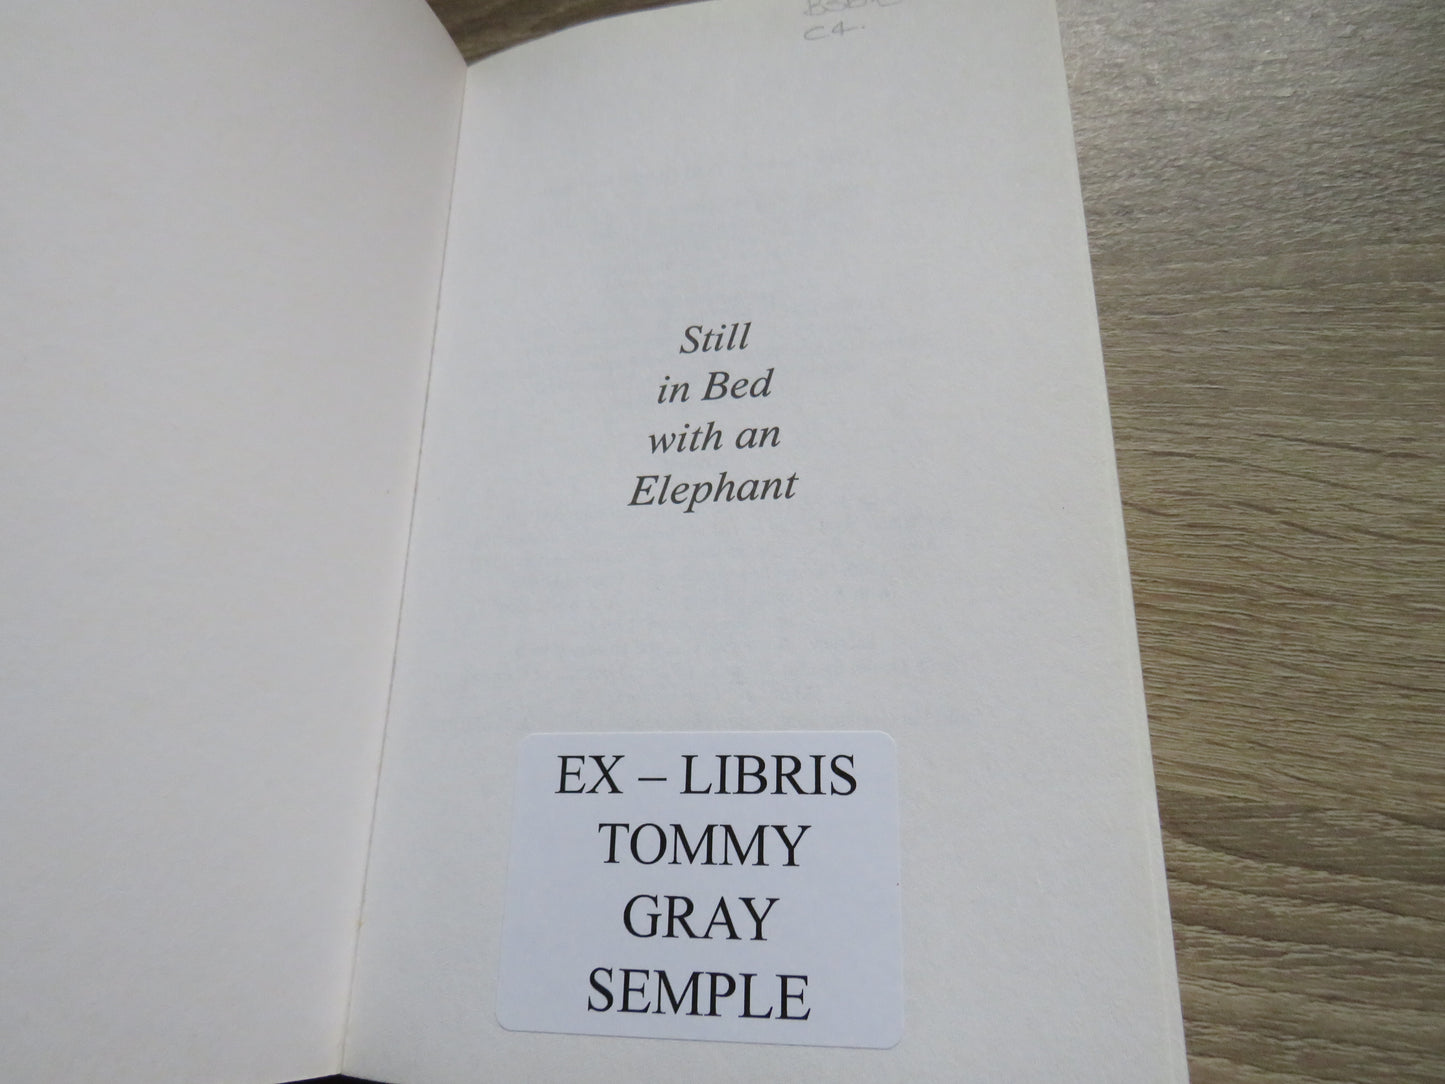 C4.
Still
in Bed
with an
Elephant
EX – LIBRIS
TOMMY
GRAY
SEMPLE